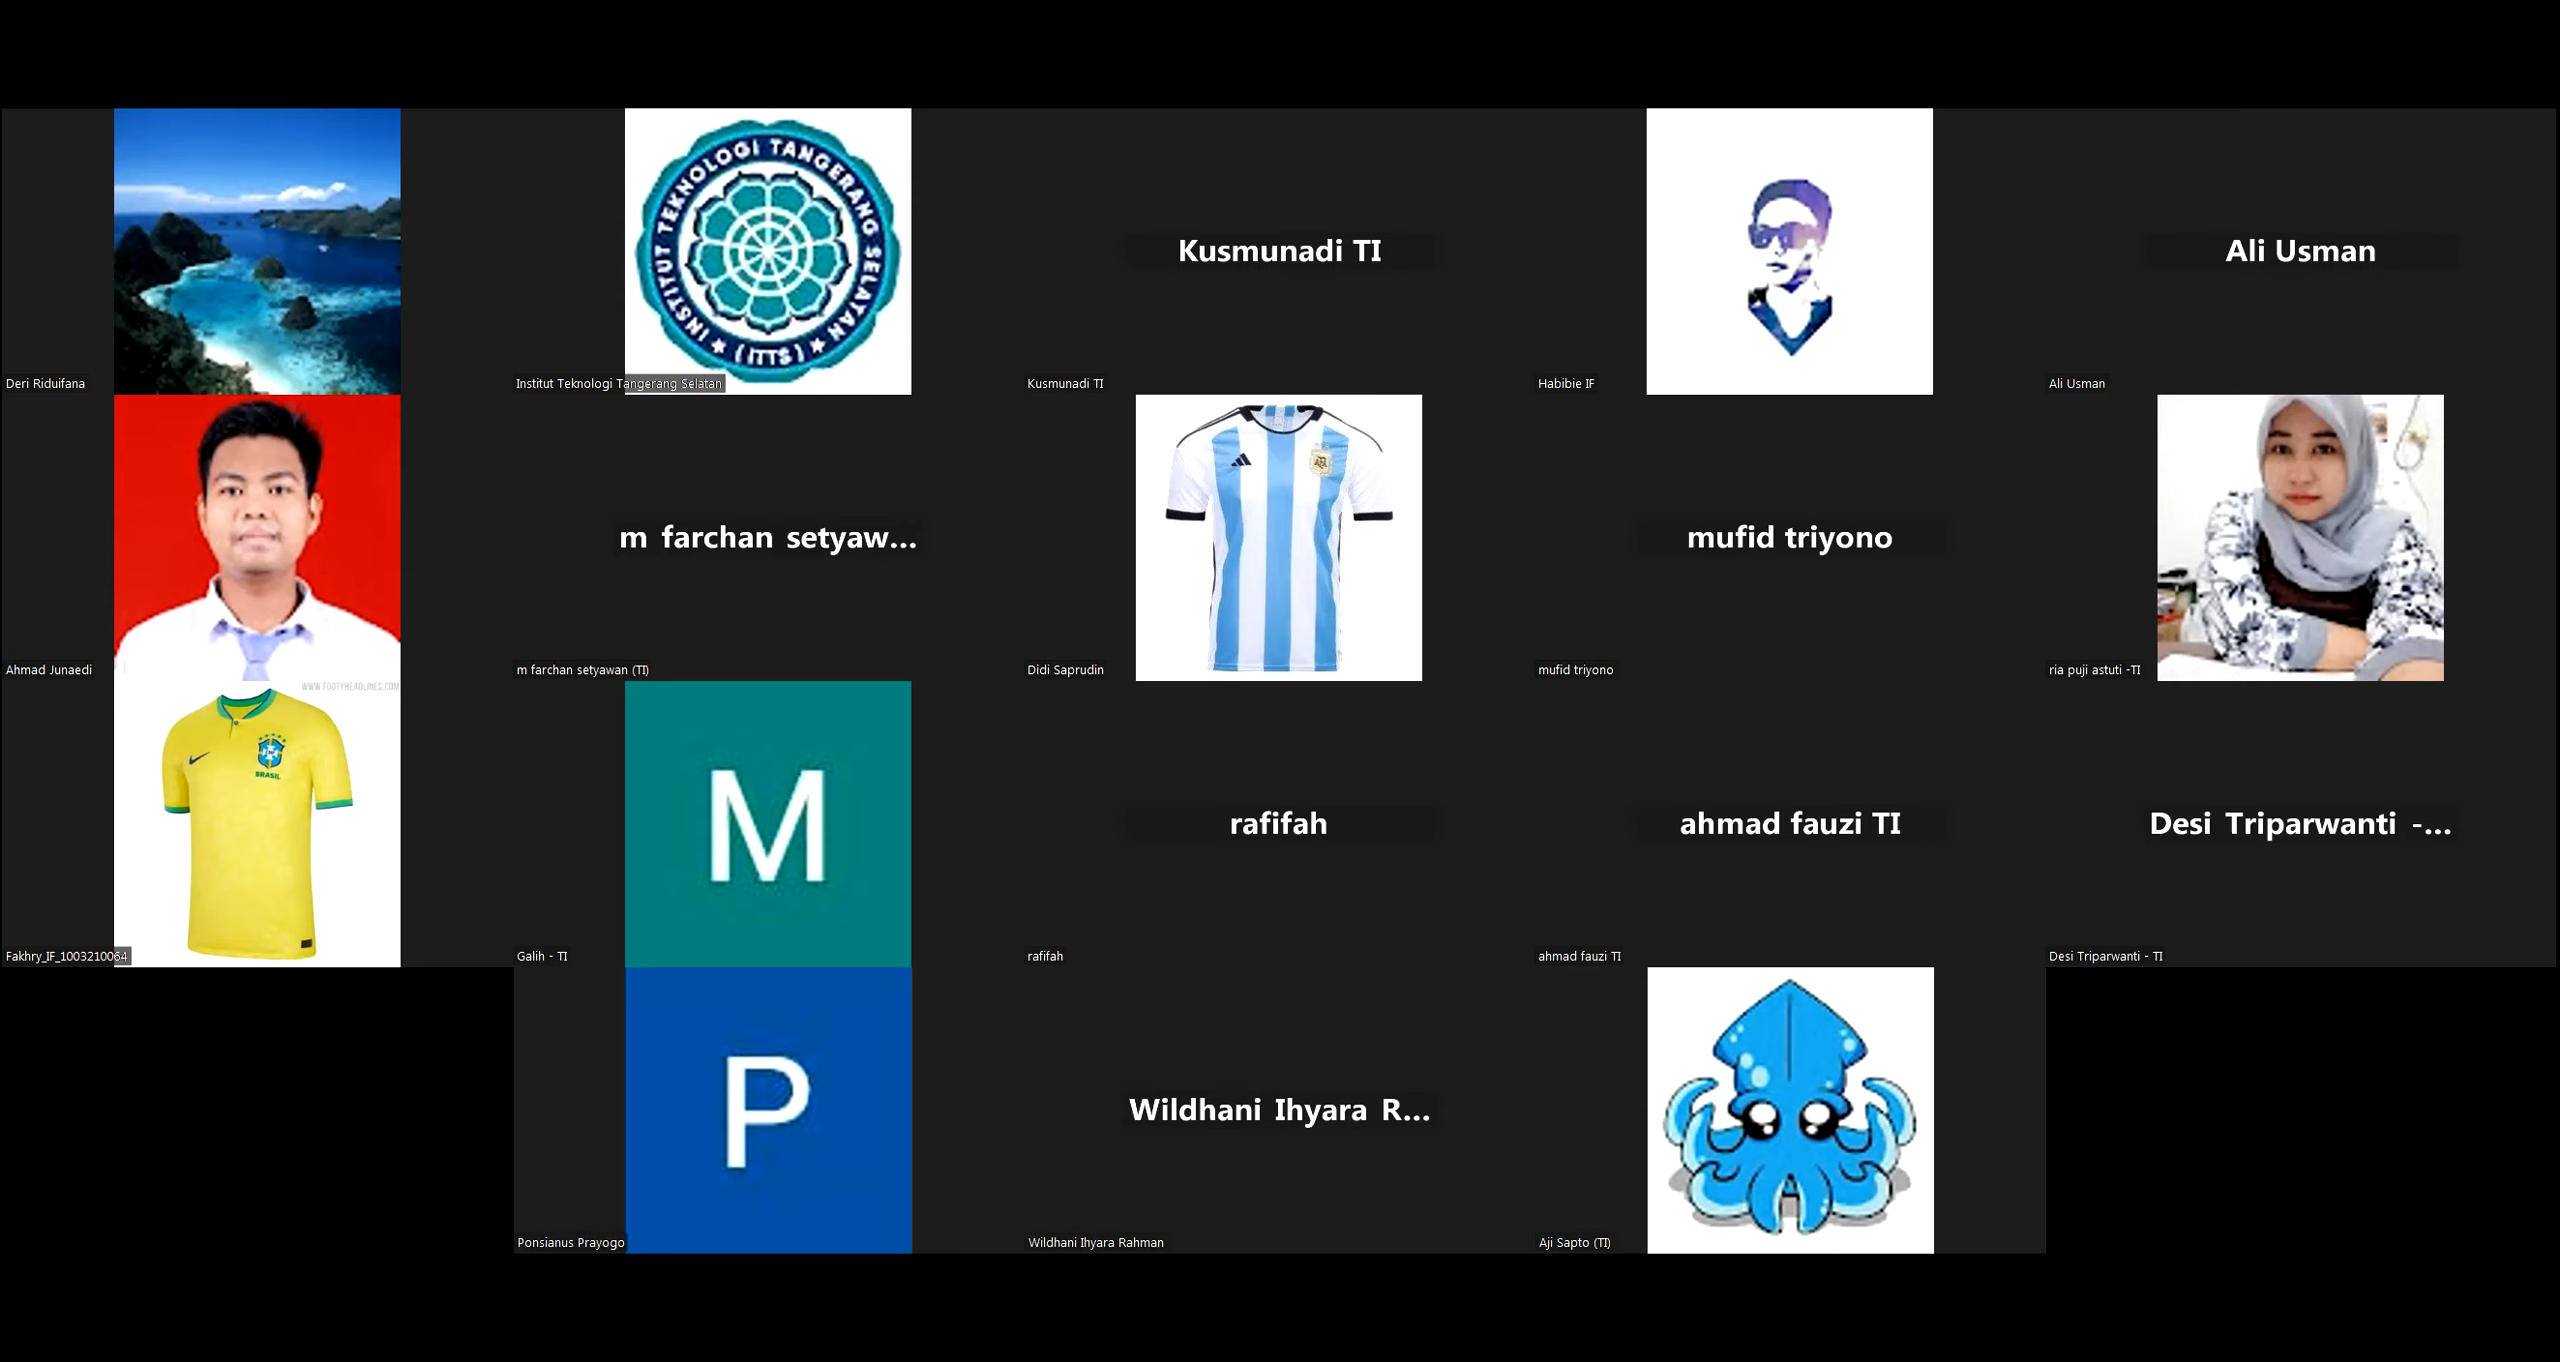 INSTITUT TEKNOLOGI TANGERANG SELATAN
(ITTS)
Kusmunadi TI
Ali Usman
Deri Riduifana
Institut Teknologi Tangerang Selatan
Kusmunadi TI
Habibie IF
Ali Usman
m farchan setyaw...
mufid triyono
Ahmad Junaedi
m farchan setyawan (TI)
Didi Saprudin
mufid triyono
ria puji astuti -TI
WWW.FOOTYHEADLINES.COM
BRASIL
M
rafifah
ahmad fauzi TI
Desi Triparwanti -...
Fakhry_IF_1003210064
Galih - TI
rafifah
ahmad fauzi TI
Desi Triparwanti - TI
P
Wildhani Ihyara R...
Ponsianus Prayogo
Wildhani Ihyara Rahman
Aji Sapto (TI)